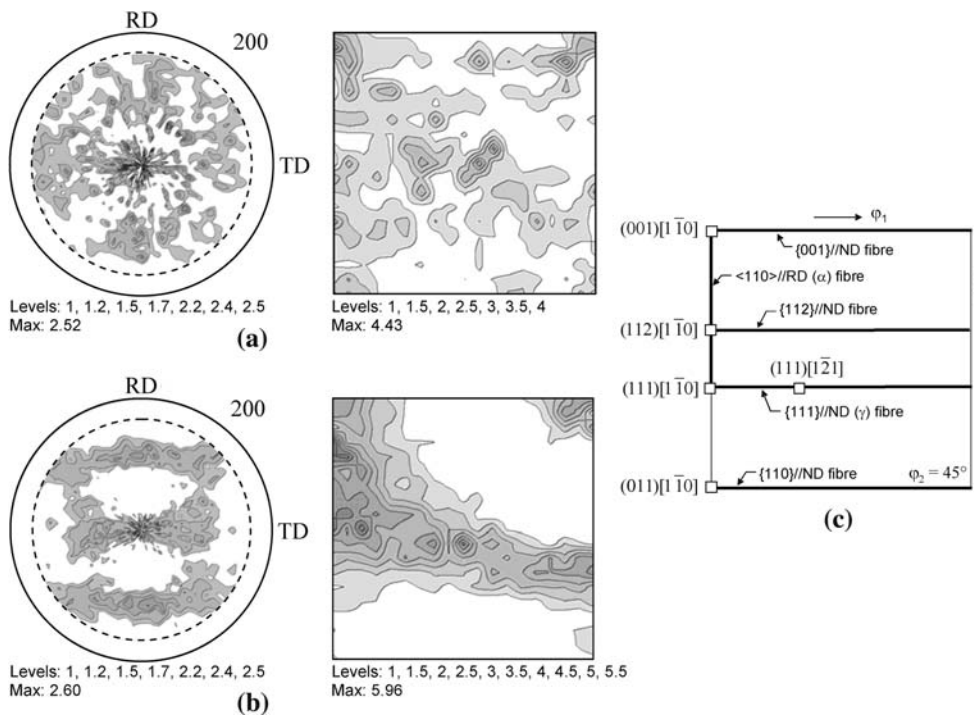 RD
200
TD
Levels: 1, 1.2, 1.5, 1.7, 2.2, 2.4, 2.5
Max: 2.52
(a)
Levels: 1, 1.5, 2, 2.5, 3, 3.5, 4
Max: 4.43
RD
200
TD
Levels: 1, 1.2, 1.5, 1.7, 2.2, 2.4, 2.5
Max: 2.60
(b)
Levels: 1, 1.5, 2, 2.5, 3, 3.5, 4, 4.5, 5, 5.5
Max: 5.96
φ₁
(001)[11̄0]
{001}//ND fibre
<110>//RD (α) fibre
(112)[11̄0]
{112}//ND fibre
(111)[12̄1]
(111)[11̄0]
{111}//ND (γ) fibre
{110}//ND fibre
φ₂ = 45°
(011)[11̄0]
(c)